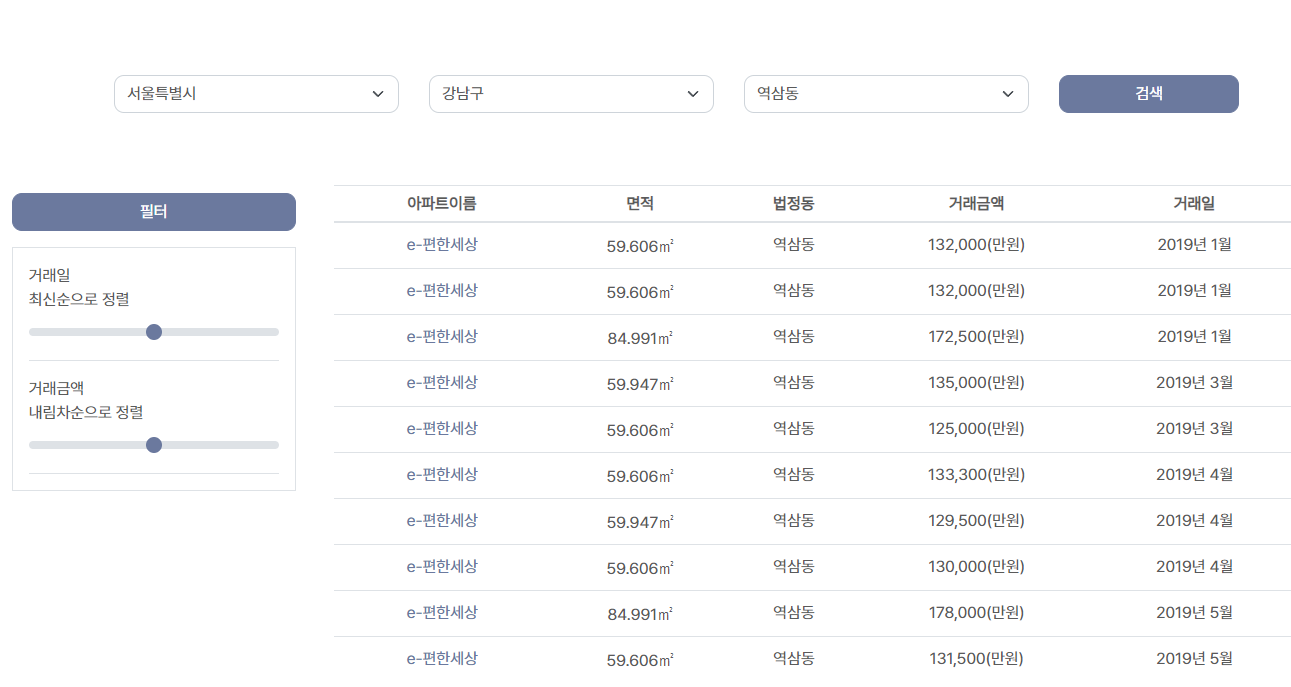 서울특별시 강남구 역삼동 검색
필터
거래일
최신순으로 정렬
거래금액
내림차순으로 정렬
아파트이름 면적 법정동 거래금액 거래일
e-편한세상 59.606㎡ 역삼동 132,000(만원) 2019년 1월
e-편한세상 59.606㎡ 역삼동 132,000(만원) 2019년 1월
e-편한세상 84.991㎡ 역삼동 172,500(만원) 2019년 1월
e-편한세상 59.947㎡ 역삼동 135,000(만원) 2019년 3월
e-편한세상 59.606㎡ 역삼동 125,000(만원) 2019년 3월
e-편한세상 59.606㎡ 역삼동 133,300(만원) 2019년 4월
e-편한세상 59.947㎡ 역삼동 129,500(만원) 2019년 4월
e-편한세상 59.606㎡ 역삼동 130,000(만원) 2019년 4월
e-편한세상 84.991㎡ 역삼동 178,000(만원) 2019년 5월
e-편한세상 59.606㎡ 역삼동 131,500(만원) 2019년 5월